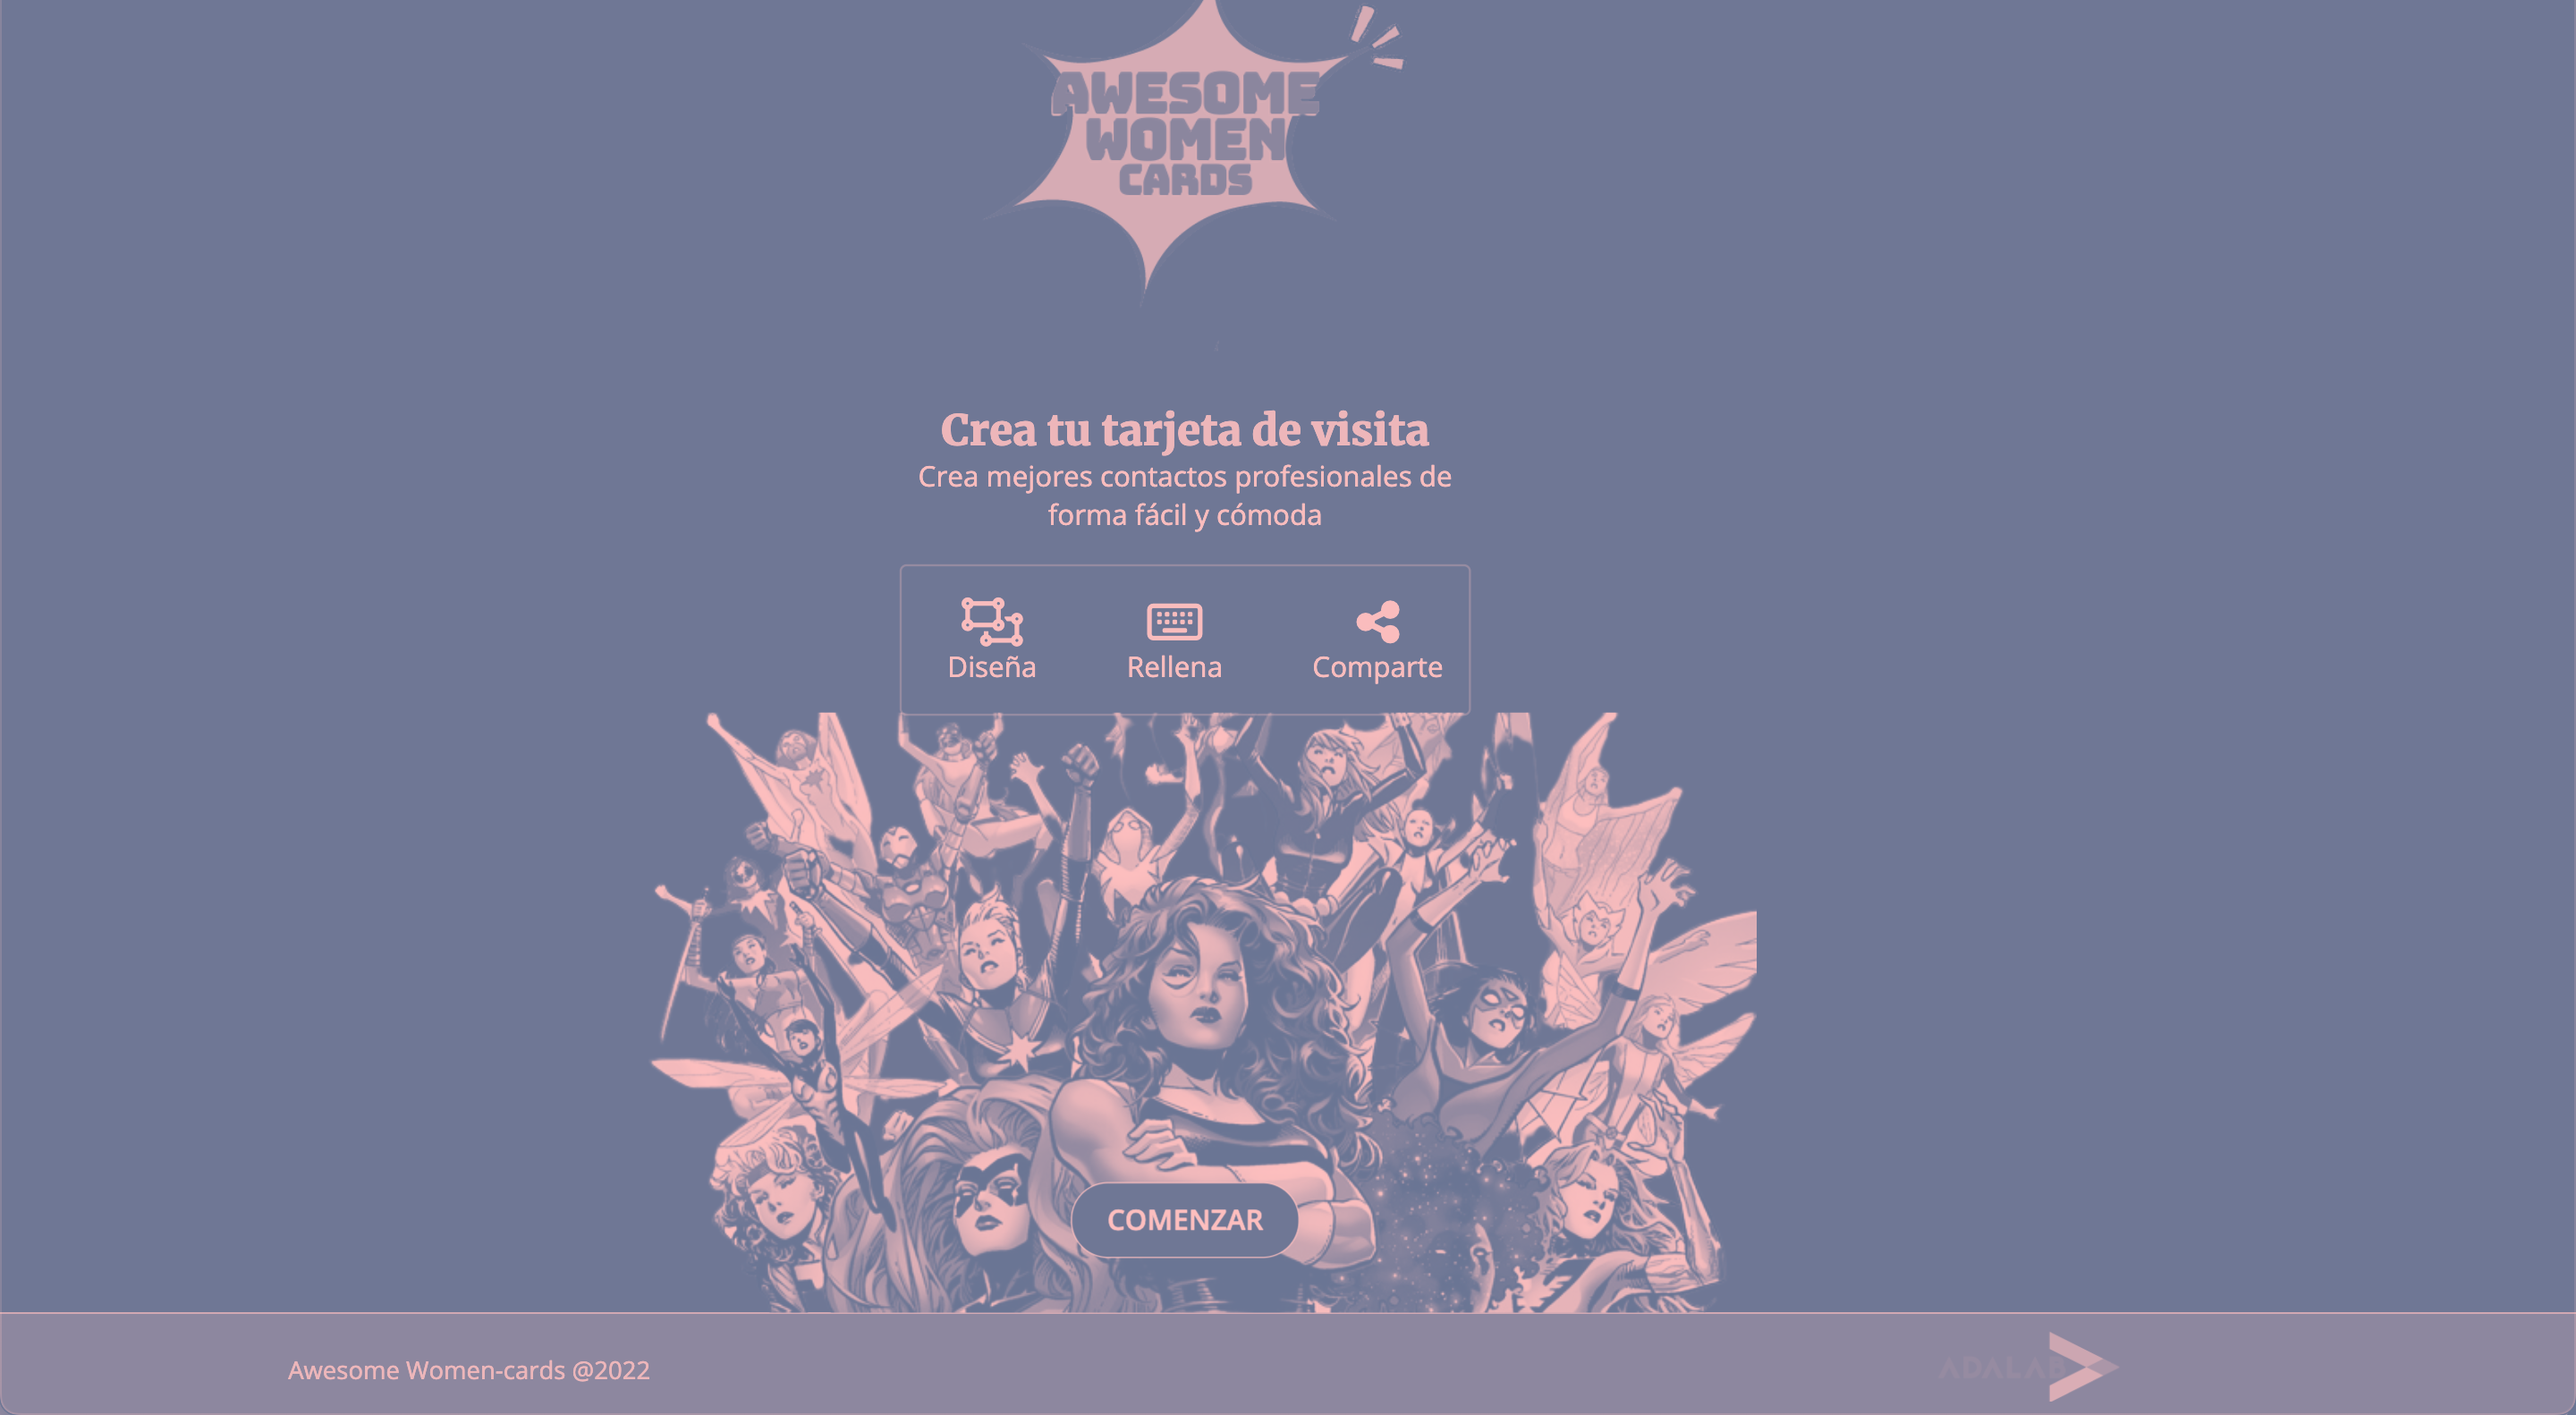 AWESOME
WOMEN
CARDS
Crea tu tarjeta de visita
Crea mejores contactos profesionales de
forma fácil y cómoda
Diseña
Rellena
Comparte
COMENZAR
Awesome Women-cards @2022
ADALAB